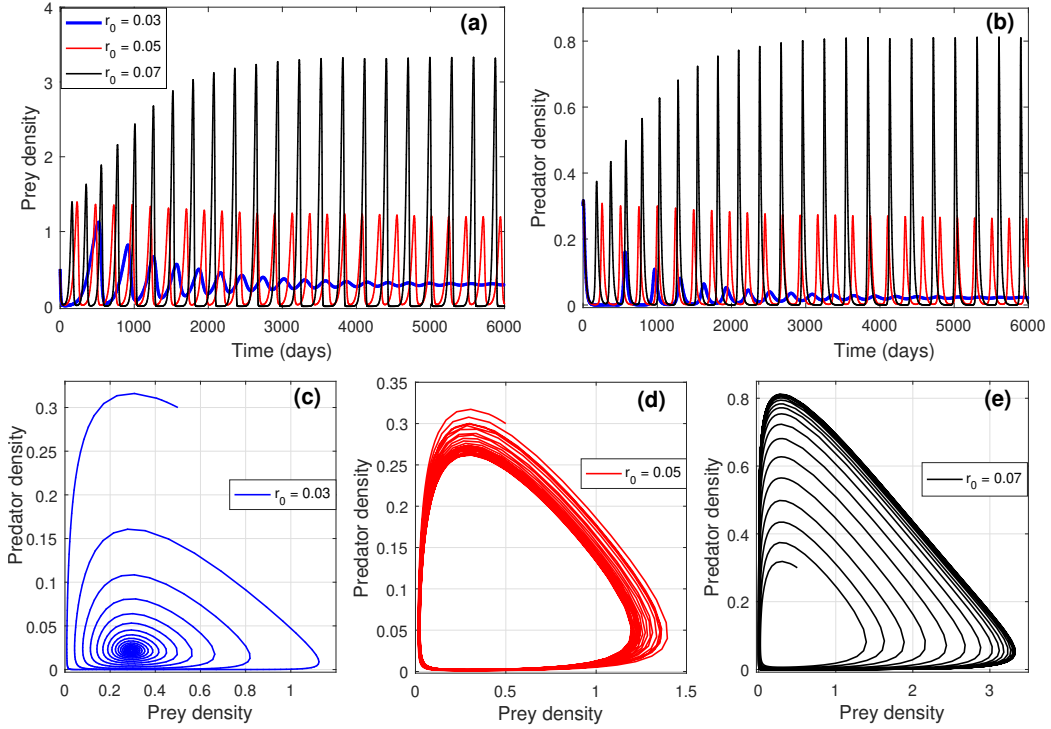 (a)
r0 = 0.03
r0 = 0.05
r0 = 0.07
Prey density
4
3
2
1
0
0 1000 2000 3000 4000 5000 6000
Time (days)
(b)
Predator density
0.8
0.6
0.4
0.2
0
0 1000 2000 3000 4000 5000 6000
Time (days)
(c)
r0 = 0.03
Predator density
0.3
0.25
0.2
0.15
0.1
0.05
0
0 0.2 0.4 0.6 0.8 1
Prey density
(d)
r0 = 0.05
Predator density
0.35
0.3
0.25
0.2
0.15
0.1
0.05
0
0 0.5 1 1.5
Prey density
(e)
r0 = 0.07
Predator density
0.8
0.6
0.4
0.2
0
0 1 2 3
Prey density